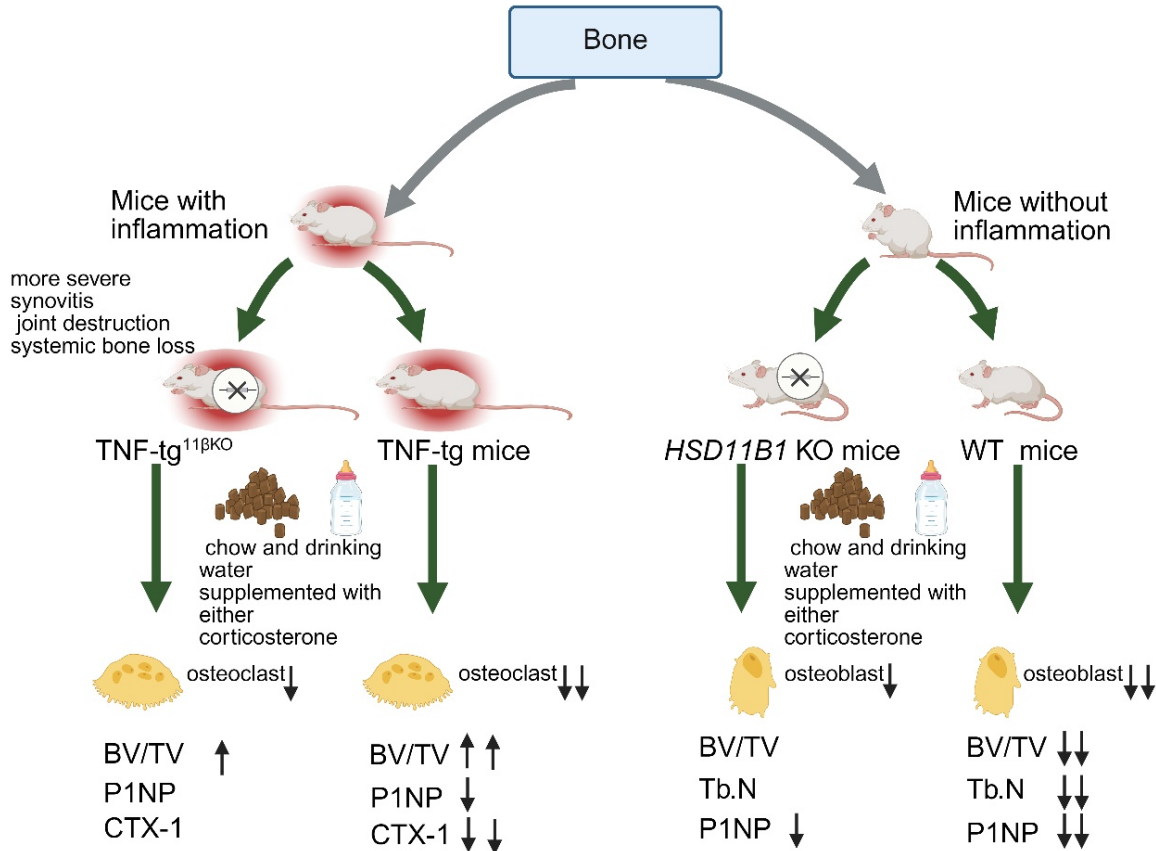 Bone
Mice with
inflammation
Mice without
inflammation
more severe
synovitis
joint destruction
systemic bone loss
TNF-tg¹¹ᵝᴷᴼ
TNF-tg mice
HSD11B1 KO mice
WT mice
chow and drinking
water
supplemented with
either
corticosterone
chow and drinking
water
supplemented with
either
corticosterone
osteoclast ↓
osteoclast ↓↓
osteoblast ↓
osteoblast ↓↓
BV/TV ↑
P1NP
CTX-1
BV/TV ↑ ↑
P1NP ↓
CTX-1 ↓ ↓
BV/TV
Tb.N
P1NP ↓
BV/TV ↓↓
Tb.N ↓↓
P1NP ↓↓